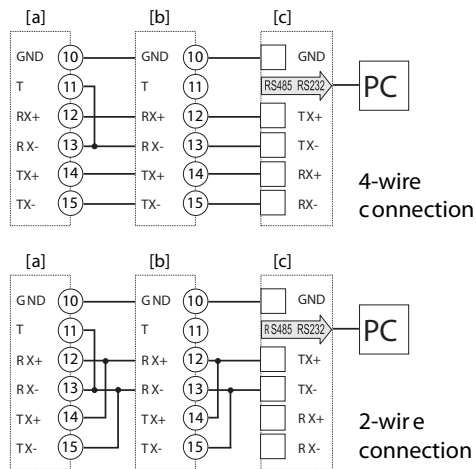 [a] [b] [c]
GND 10 GND 10 GND
T 11 T 11 RS485 RS232 PC
RX+ 12 RX+ 12 TX+
RX- 13 RX- 13 TX-
TX+ 14 TX+ 14 RX+
TX- 15 TX- 15 RX-
4-wire
connection
[a] [b] [c]
GND 10 GND 10 GND
T 11 T 11 RS485 RS232 PC
RX+ 12 RX+ 12 TX+
RX- 13 RX- 13 TX-
TX+ 14 TX+ 14 RX+
TX- 15 TX- 15 RX-
2-wire
connection